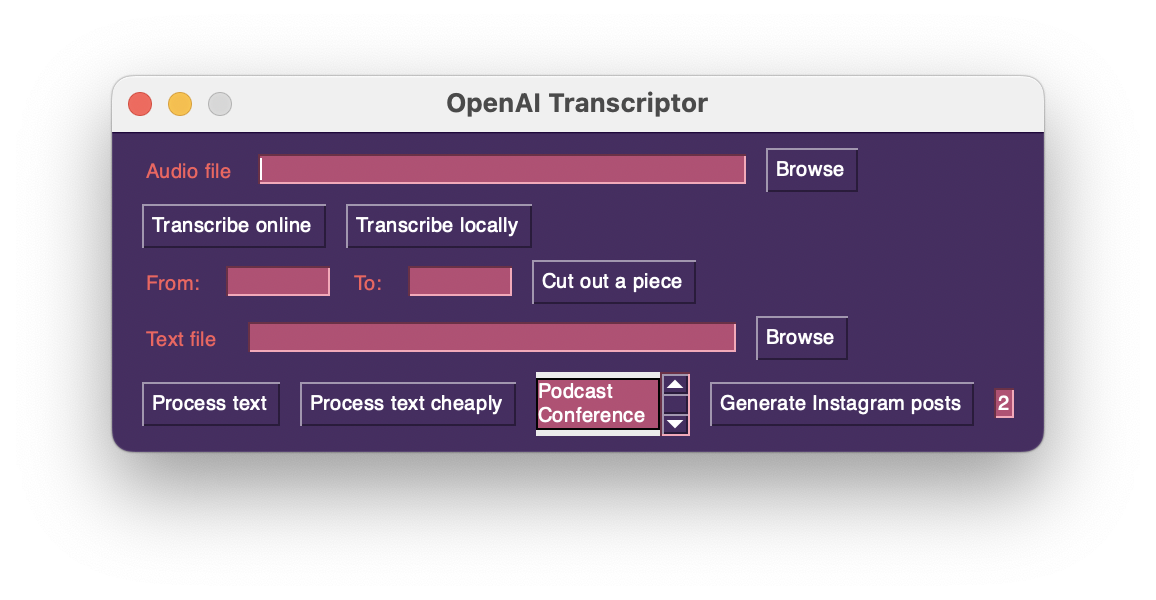 OpenAI Transcriptor
Audio file Browse
Transcribe online Transcribe locally
From: To: Cut out a piece
Text file Browse
Process text Process text cheaply Podcast Generate Instagram posts 2
Conference